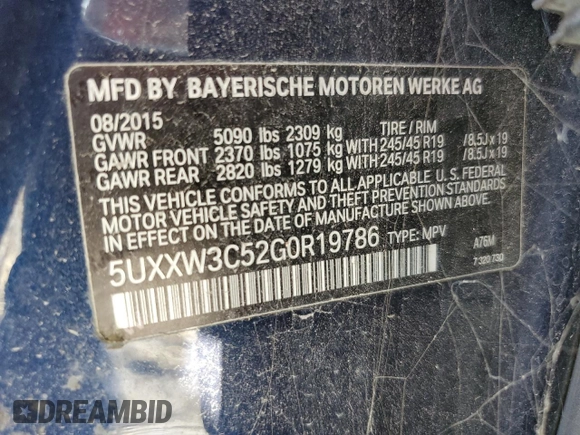 MFD BY BAYERISCHE MOTOREN WERKE AG
08/2015 TIRE / RIM
GVWR 5090 lbs 2309 kg
GAWR FRONT 2370 lbs 1075 kg WITH 245/45 R19 /8.5J x 19
GAWR REAR 2820 lbs 1279 kg WITH 245/45 R19 /8.5J x 19
THIS VEHICLE CONFORMS TO ALL APPLICABLE U. S. FEDERAL
MOTOR VEHICLE SAFETY AND THEFT PREVENTION STANDARDS
IN EFFECT ON THE DATE OF MANUFACTURE SHOWN ABOVE.
5UXXW3C52G0R19786 TYPE: MPV A76M
7 320 730
DREAMBID